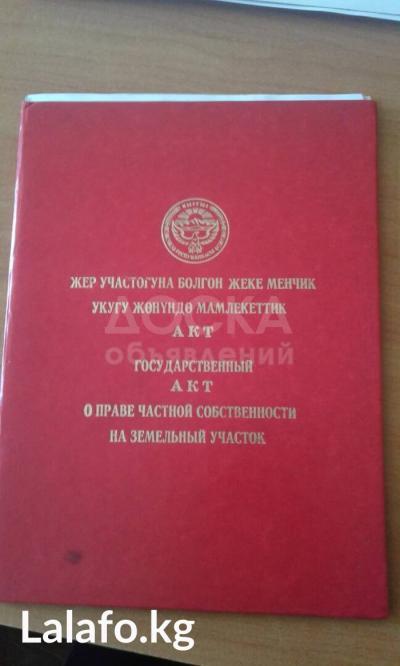 ЖЕР УЧАСТОГУНА БОЛГОН ЖЕКЕ МЕНЧИК
УКУГУ ЖӨНҮНДӨ МАМЛЕКЕТТИК
АКТ
ДОСКА
объявлений
ГОСУДАРСТВЕННЫЙ
АКТ
О ПРАВЕ ЧАСТНОЙ СОБСТВЕННОСТИ
НА ЗЕМЕЛЬНЫЙ УЧАСТОК
Lalafo.kg